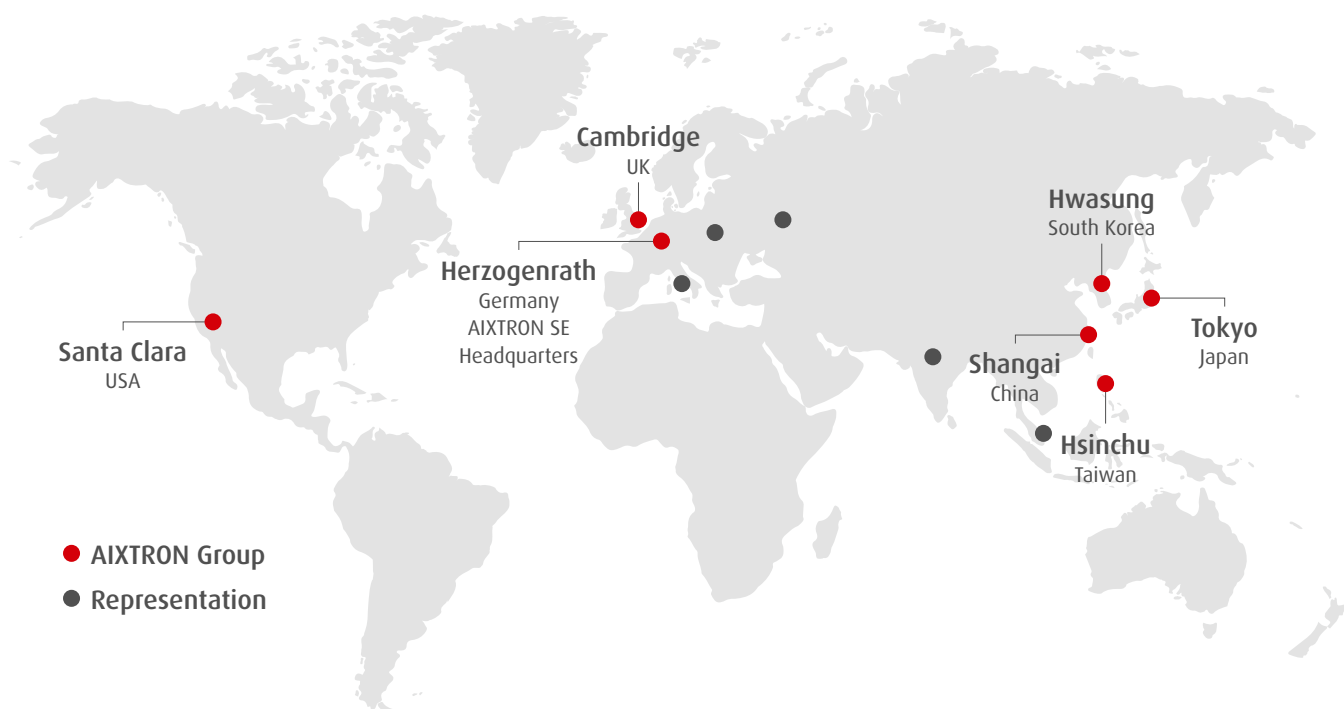 Cambridge
UK
Hwasung
South Korea
Herzogenrath
Germany
AIXTRON SE
Headquarters
Santa Clara
USA
Tokyo
Japan
Shangai
China
Hsinchu
Taiwan
AIXTRON Group
Representation